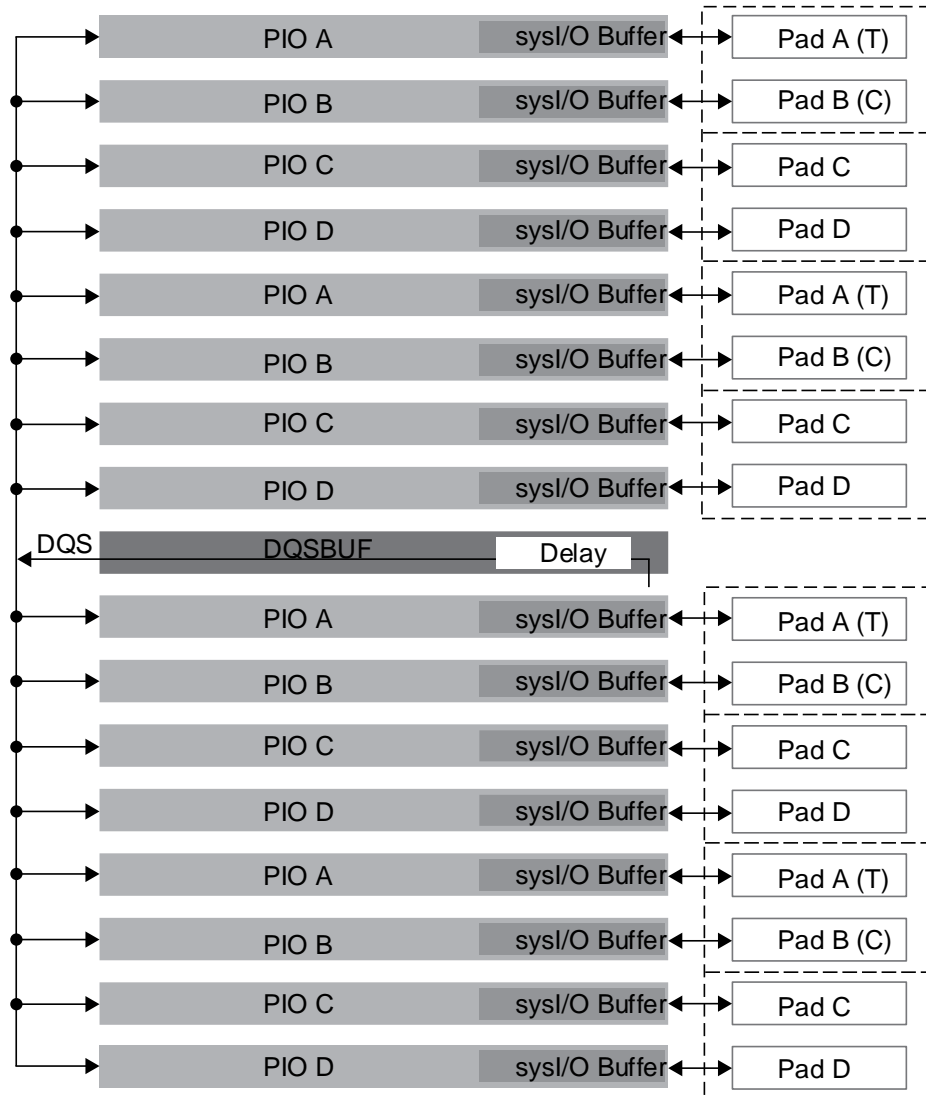 PIO A sysI/O Buffer Pad A (T)
PIO B sysI/O Buffer Pad B (C)
PIO C sysI/O Buffer Pad C
PIO D sysI/O Buffer Pad D
PIO A sysI/O Buffer Pad A (T)
PIO B sysI/O Buffer Pad B (C)
PIO C sysI/O Buffer Pad C
PIO D sysI/O Buffer Pad D
DQS DQSBUF Delay
PIO A sysI/O Buffer Pad A (T)
PIO B sysI/O Buffer Pad B (C)
PIO C sysI/O Buffer Pad C
PIO D sysI/O Buffer Pad D
PIO A sysI/O Buffer Pad A (T)
PIO B sysI/O Buffer Pad B (C)
PIO C sysI/O Buffer Pad C
PIO D sysI/O Buffer Pad D